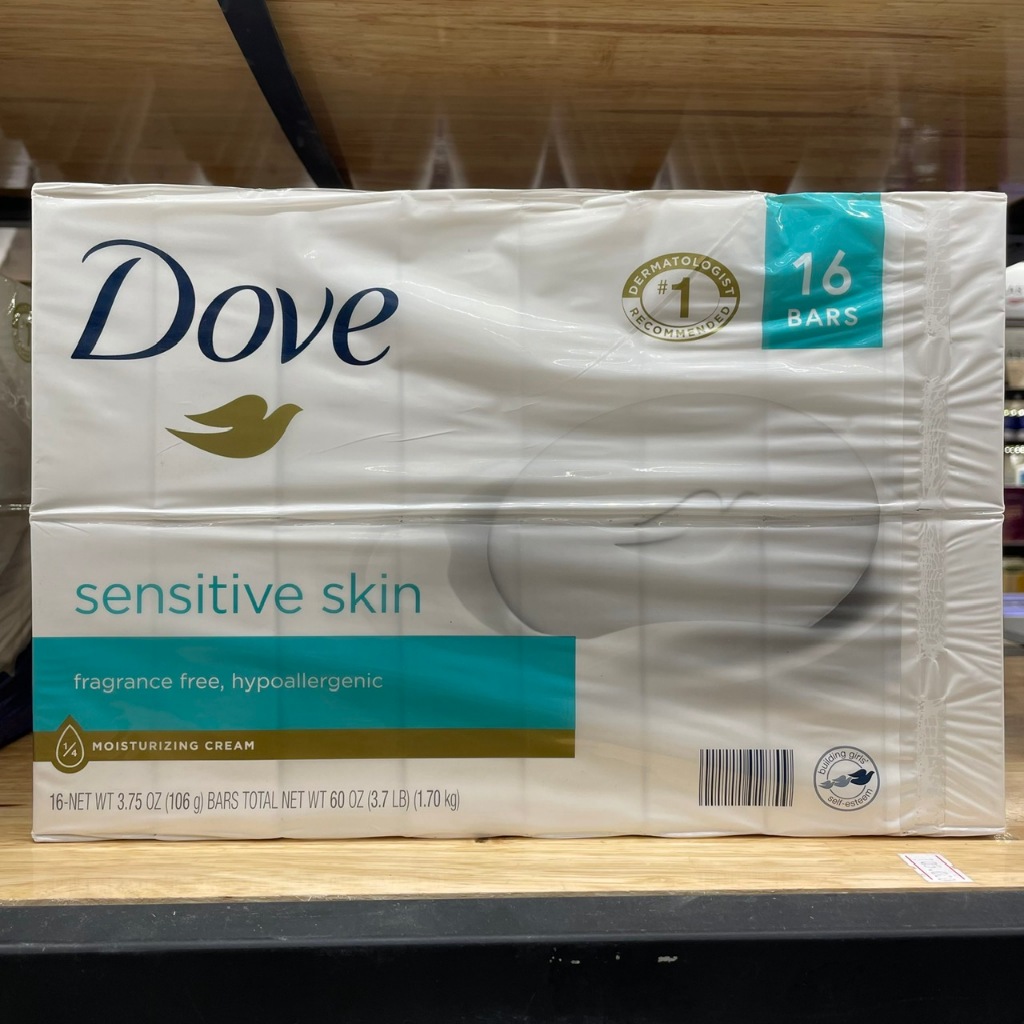 Dove
DERMATOLOGIST
#1
RECOMMENDED
16
BARS
sensitive skin
fragrance free, hypoallergenic
1/4 MOISTURIZING CREAM
16-NET WT 3.75 OZ (106 g) BARS TOTAL NET WT 60 OZ (3.7 LB) (1.70 kg)
building girls'
self-esteem